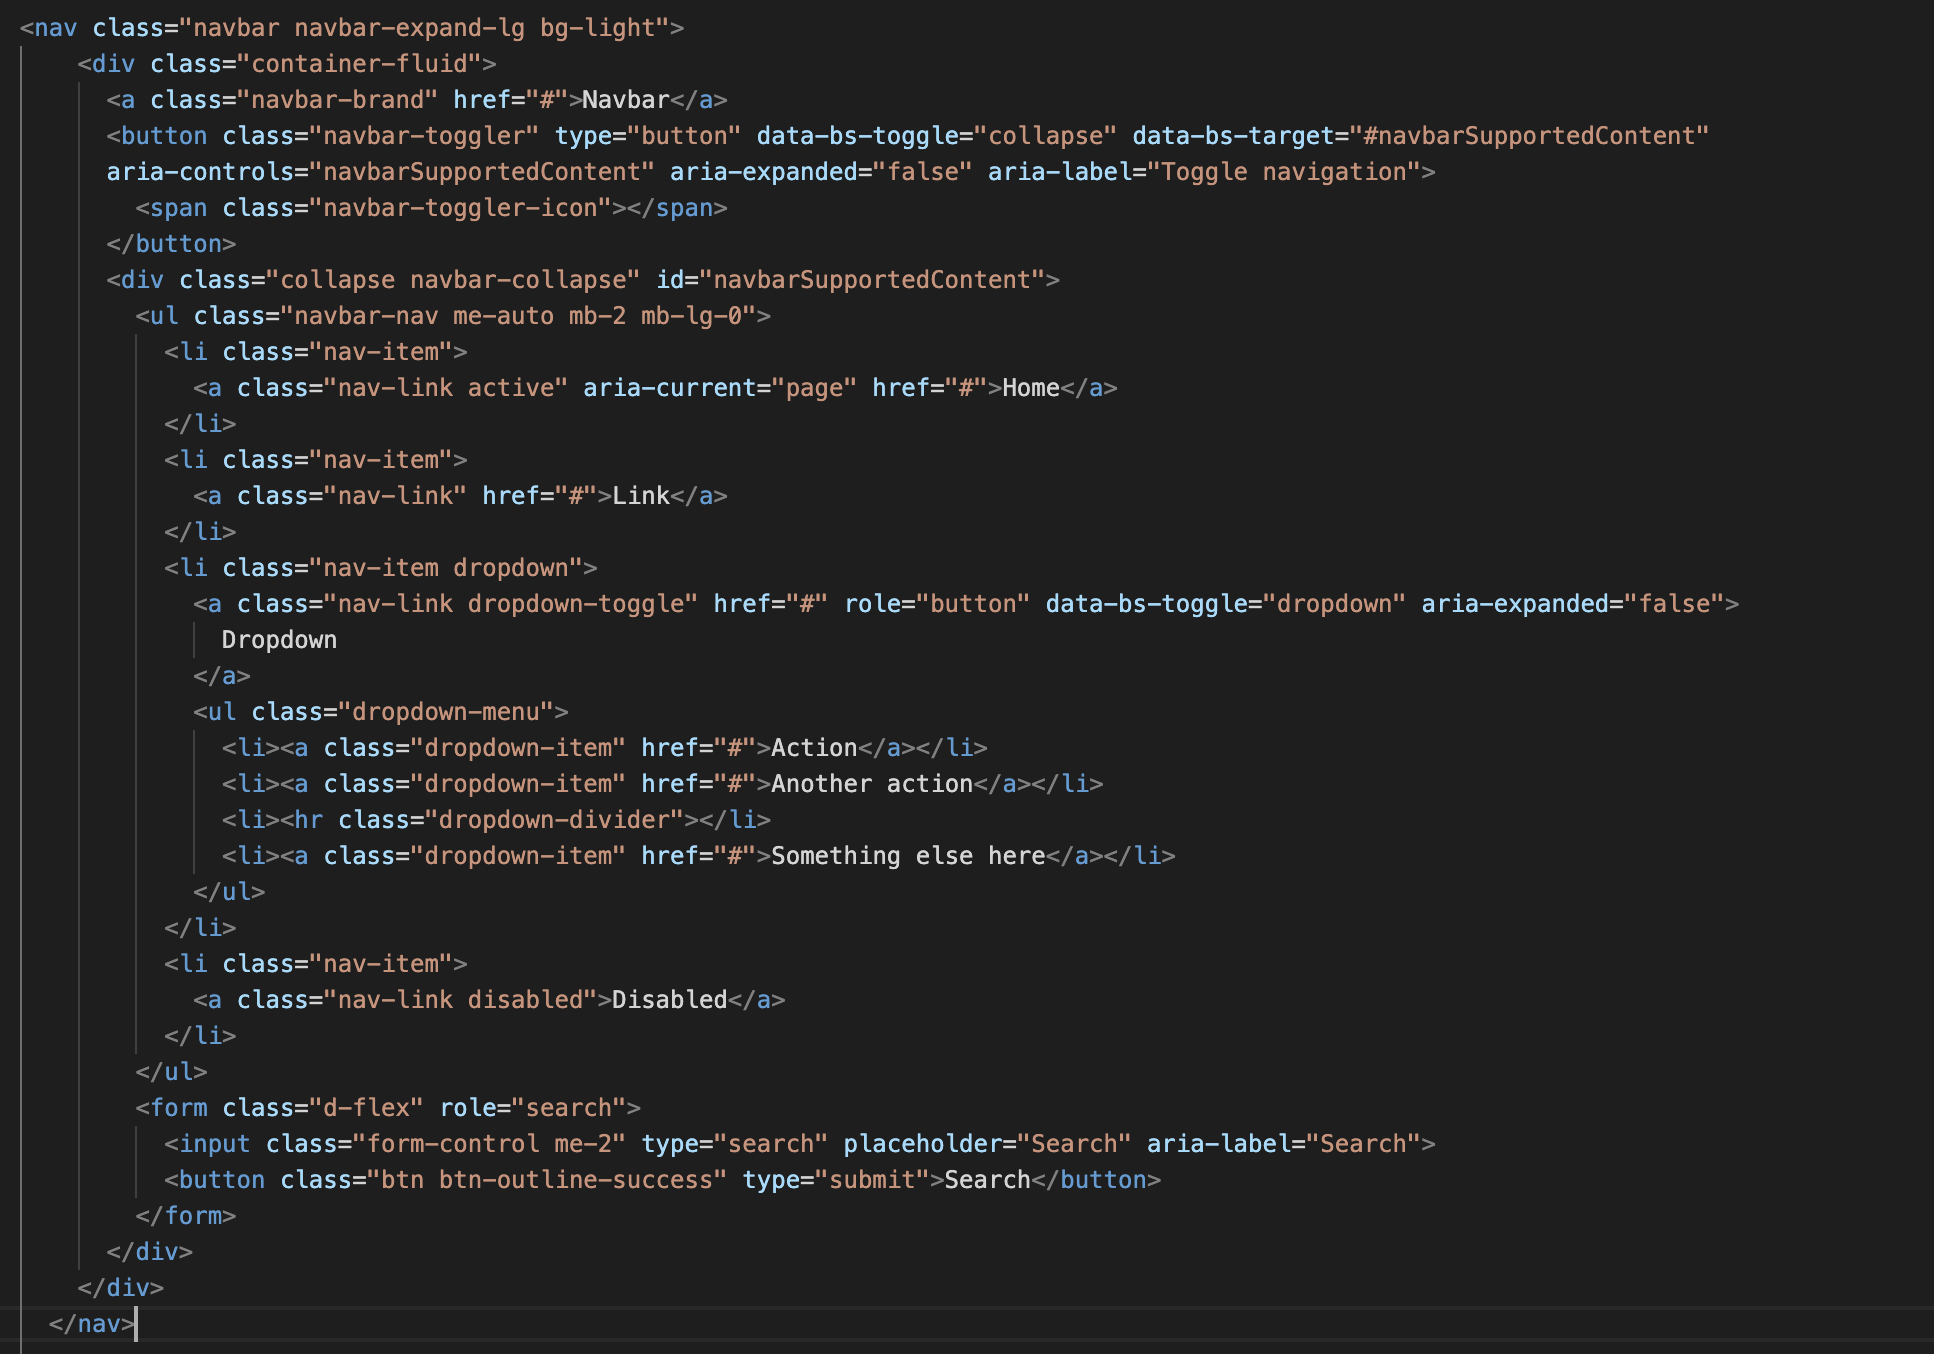 <nav class="navbar navbar-expand-lg bg-light">
<div class="container-fluid">
<a class="navbar-brand" href="#">Navbar</a>
<button class="navbar-toggler" type="button" data-bs-toggle="collapse" data-bs-target="#navbarSupportedContent"
aria-controls="navbarSupportedContent" aria-expanded="false" aria-label="Toggle navigation">
<span class="navbar-toggler-icon"></span>
</button>
<div class="collapse navbar-collapse" id="navbarSupportedContent">
<ul class="navbar-nav me-auto mb-2 mb-lg-0">
<li class="nav-item">
<a class="nav-link active" aria-current="page" href="#">Home</a>
</li>
<li class="nav-item">
<a class="nav-link" href="#">Link</a>
</li>
<li class="nav-item dropdown">
<a class="nav-link dropdown-toggle" href="#" role="button" data-bs-toggle="dropdown" aria-expanded="false">
Dropdown
</a>
<ul class="dropdown-menu">
<li><a class="dropdown-item" href="#">Action</a></li>
<li><a class="dropdown-item" href="#">Another action</a></li>
<li><hr class="dropdown-divider"></li>
<li><a class="dropdown-item" href="#">Something else here</a></li>
</ul>
</li>
<li class="nav-item">
<a class="nav-link disabled">Disabled</a>
</li>
</ul>
<form class="d-flex" role="search">
<input class="form-control me-2" type="search" placeholder="Search" aria-label="Search">
<button class="btn btn-outline-success" type="submit">Search</button>
</form>
</div>
</div>
</nav>